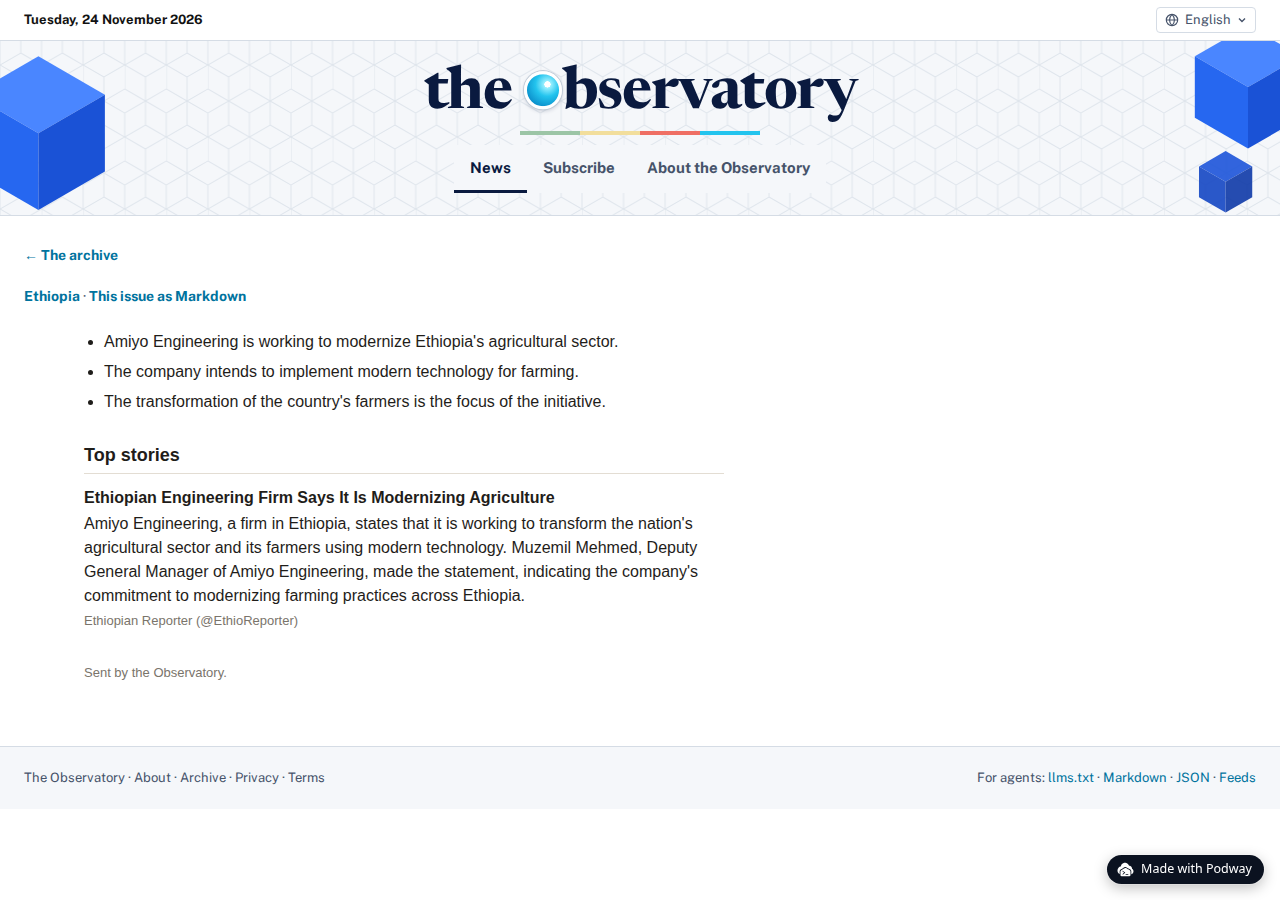 Tuesday, 24 November 2026
English
the Observatory
News Subscribe About the Observatory
← The archive
Ethiopia · This issue as Markdown
• Amiyo Engineering is working to modernize Ethiopia's agricultural sector.
• The company intends to implement modern technology for farming.
• The transformation of the country's farmers is the focus of the initiative.
Top stories
Ethiopian Engineering Firm Says It Is Modernizing Agriculture
Amiyo Engineering, a firm in Ethiopia, states that it is working to transform the nation's
agricultural sector and its farmers using modern technology. Muzemil Mehmed, Deputy
General Manager of Amiyo Engineering, made the statement, indicating the company's
commitment to modernizing farming practices across Ethiopia.
Ethiopian Reporter (@EthioReporter)
Sent by the Observatory.
The Observatory · About · Archive · Privacy · Terms
For agents: llms.txt · Markdown · JSON · Feeds
Made with Podway